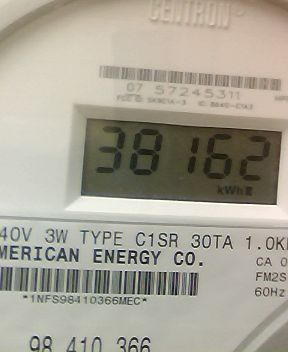 CENTRON®
07 57245311
38162
kWh
40V 3W TYPE C1SR 30TA 1.0K
MERICAN ENERGY CO.
CA 0
FM2S
60Hz
*1NFS98410366MEC*
98 410 366